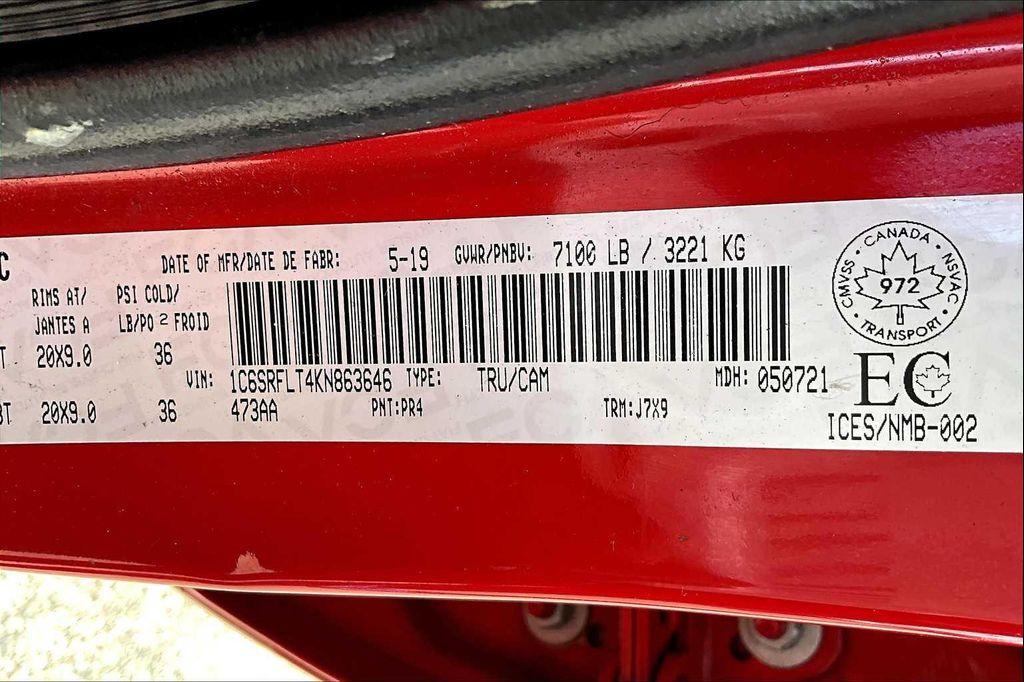 C
DATE OF MFR/DATE DE FABR: 5-19 GVWR/PNBV: 7100 LB / 3221 KG
RIMS AT/ PSI COLD/
JANTES A LB/PO 2 FROID
T 20X9.0 36
VIN: 1C6SRFLT4KN863646 TYPE: TRU/CAM MDH: 050721
BT 20X9.0 36 473AA PNT:PR4 TRM:J7X9
CANADA
CMVSS
972
NSVAC
TRANSPORT
EC
ICES/NMB-002